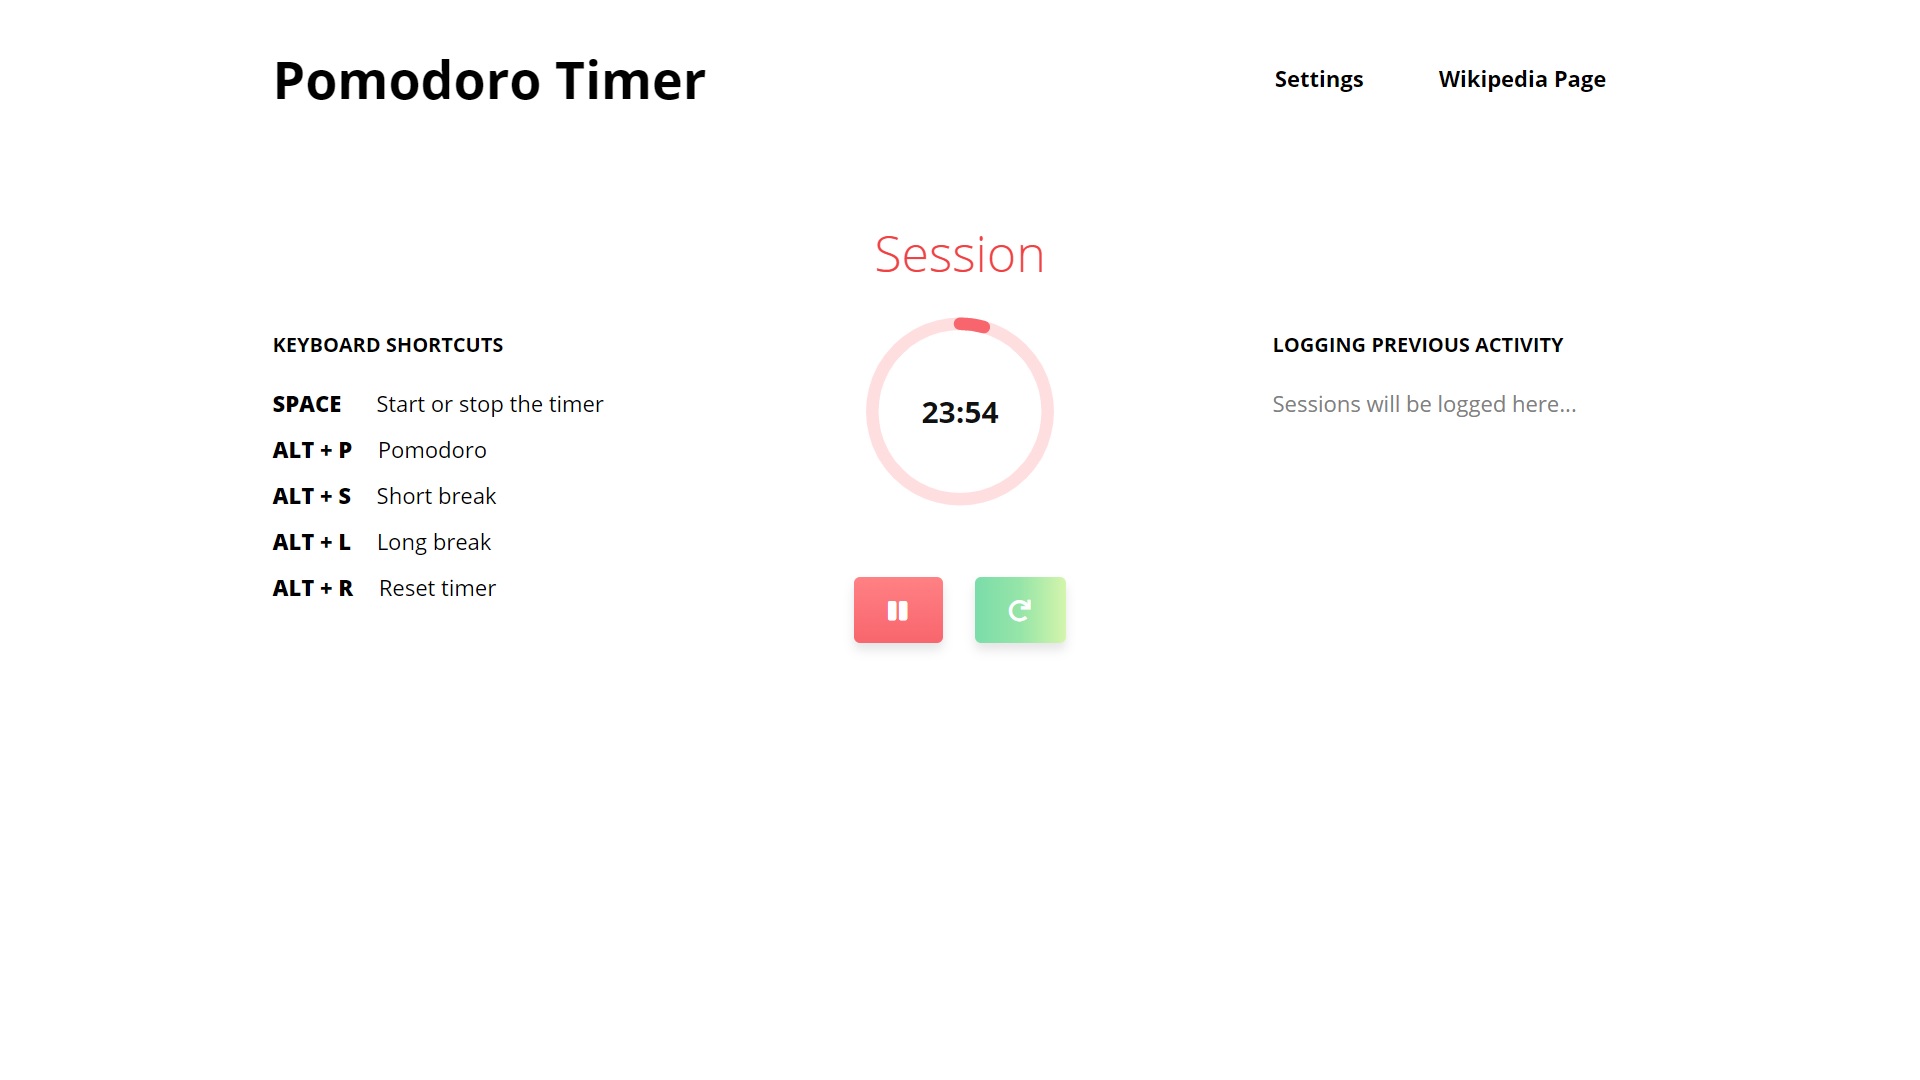 Pomodoro Timer
Settings
Wikipedia Page
Session
KEYBOARD SHORTCUTS
SPACE Start or stop the timer
ALT + P Pomodoro
ALT + S Short break
ALT + L Long break
ALT + R Reset timer
23:54
LOGGING PREVIOUS ACTIVITY
Sessions will be logged here...